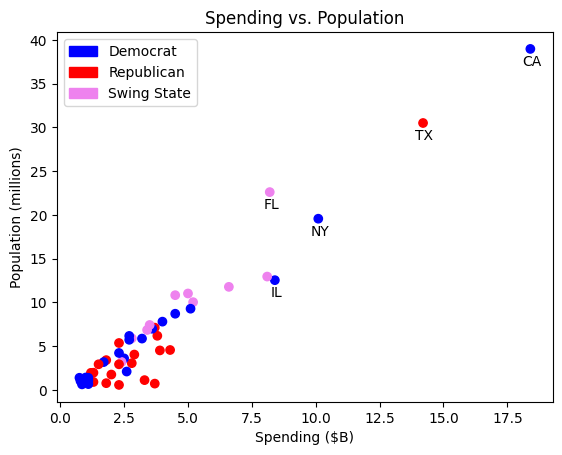 Spending vs. Population
40
35
30
25
20
15
10
5
0
Population (millions)
Democrat
Republican
Swing State
CA
TX
FL
NY
IL
0.0 2.5 5.0 7.5 10.0 12.5 15.0 17.5
Spending ($B)